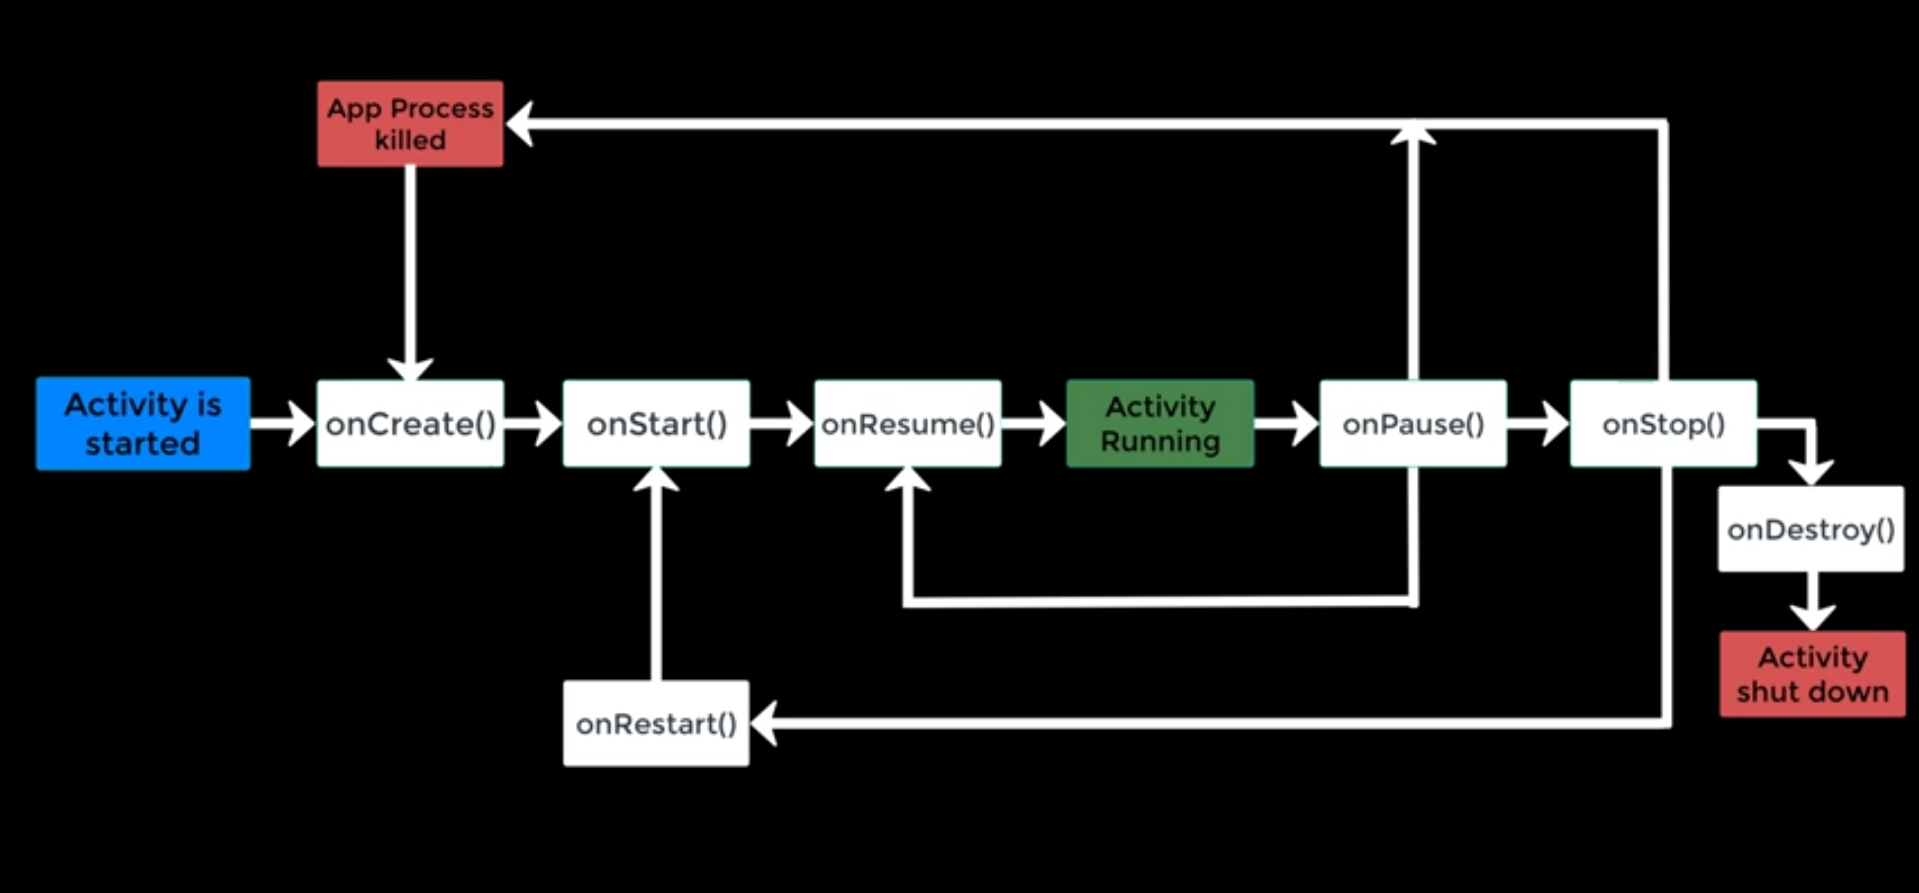 App Process
killed
Activity is
started
onCreate()
onStart()
onResume()
Activity
Running
onPause()
onStop()
onDestroy()
Activity
shut down
onRestart()